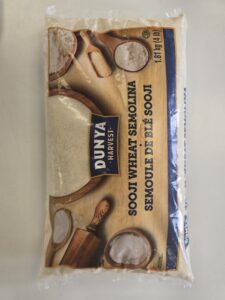 DUNYA
HARVEST
SOOJI WHEAT SEMOLINA
SEMOULE DE BLÉ SOOJI
1.81 kg (4 lb)